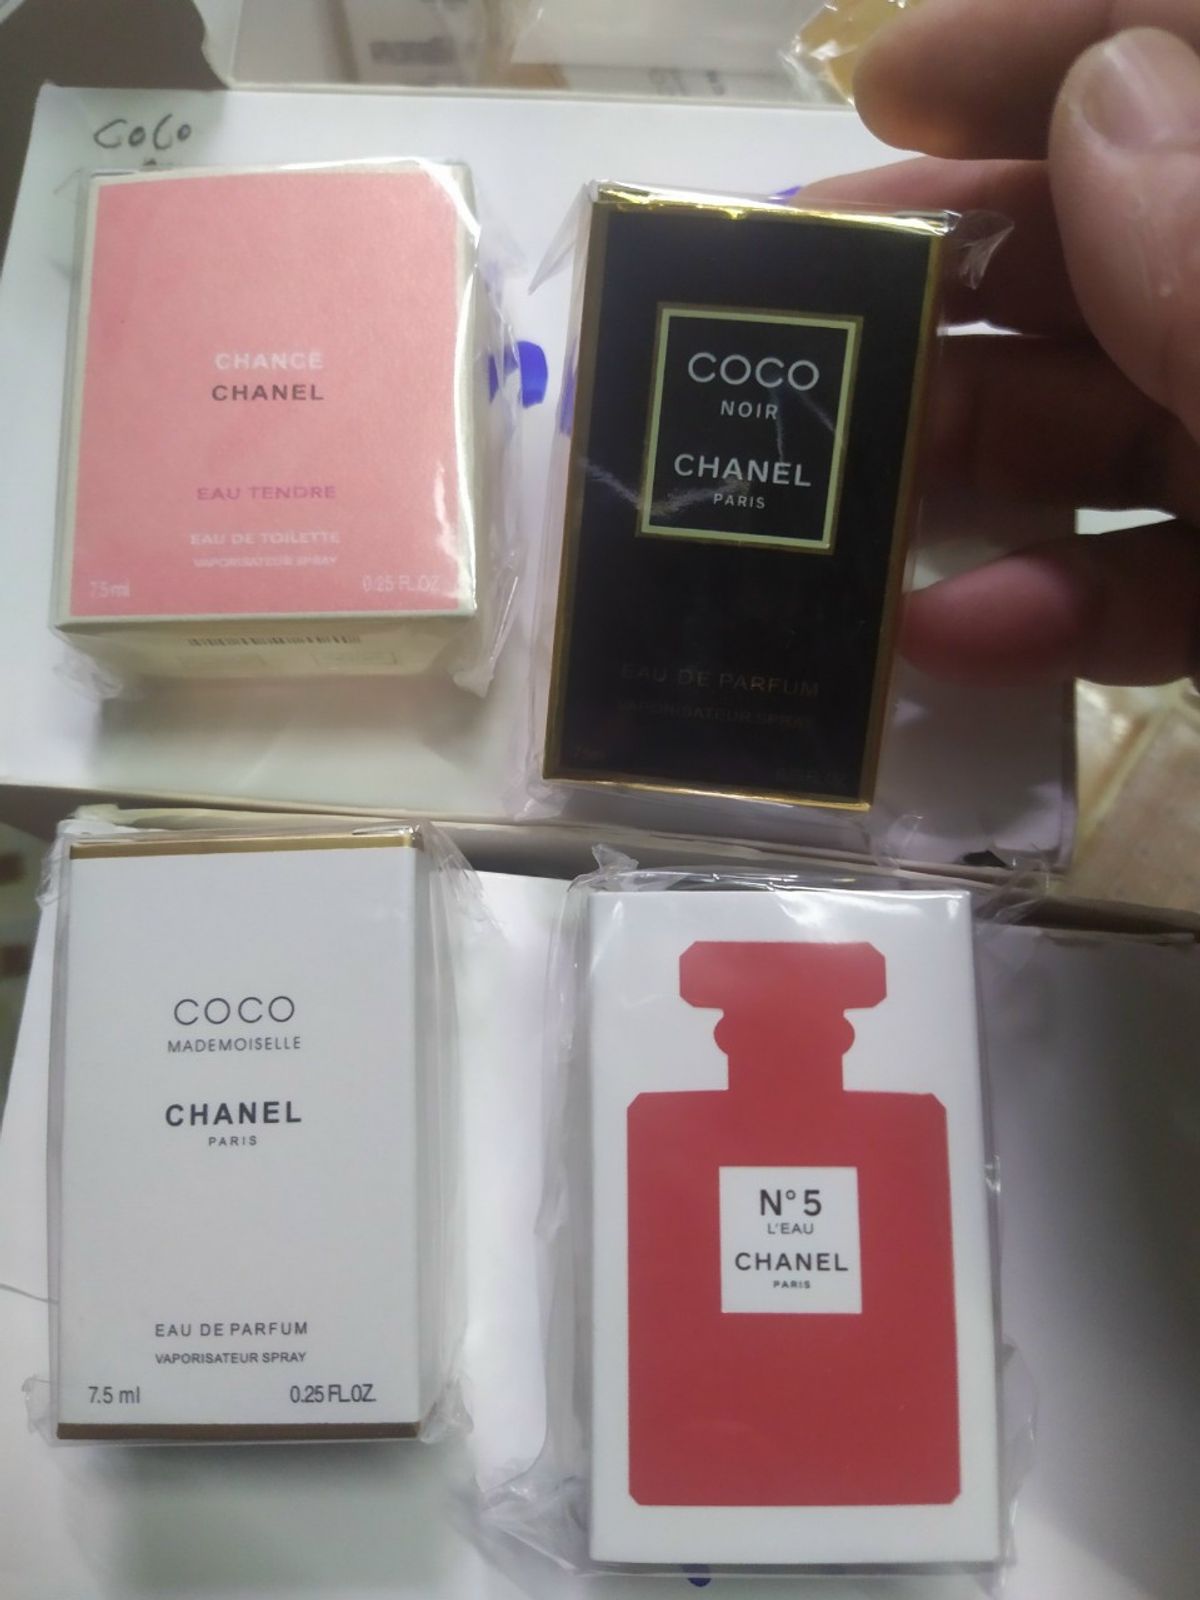 COCO
CHANCE
CHANEL
EAU TENDRE
EAU DE TOILETTE
VAPORISATEUR SPRAY
7.5 ml
0.25 FL.OZ.
COCO
NOIR
CHANEL
PARIS
EAU DE PARFUM
VAPORISATEUR SPRAY
COCO
MADEMOISELLE
CHANEL
PARIS
EAU DE PARFUM
VAPORISATEUR SPRAY
7.5 ml
0.25 FL.OZ.
N°5
L'EAU
CHANEL
PARIS